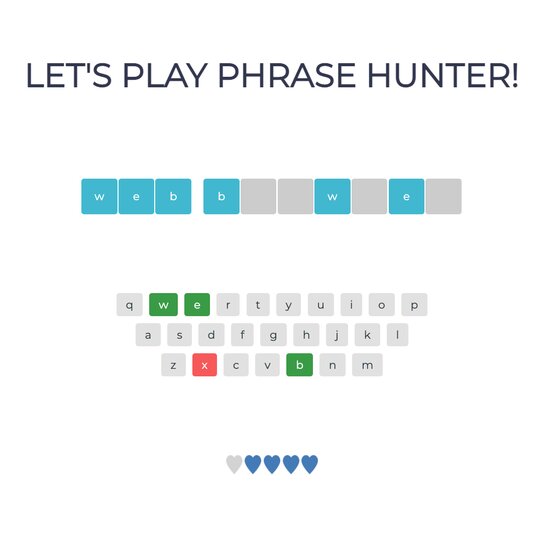 LET'S PLAY PHRASE HUNTER!
w e b b w e
q w e r t y u i o p
a s d f g h j k l
z x c v b n m